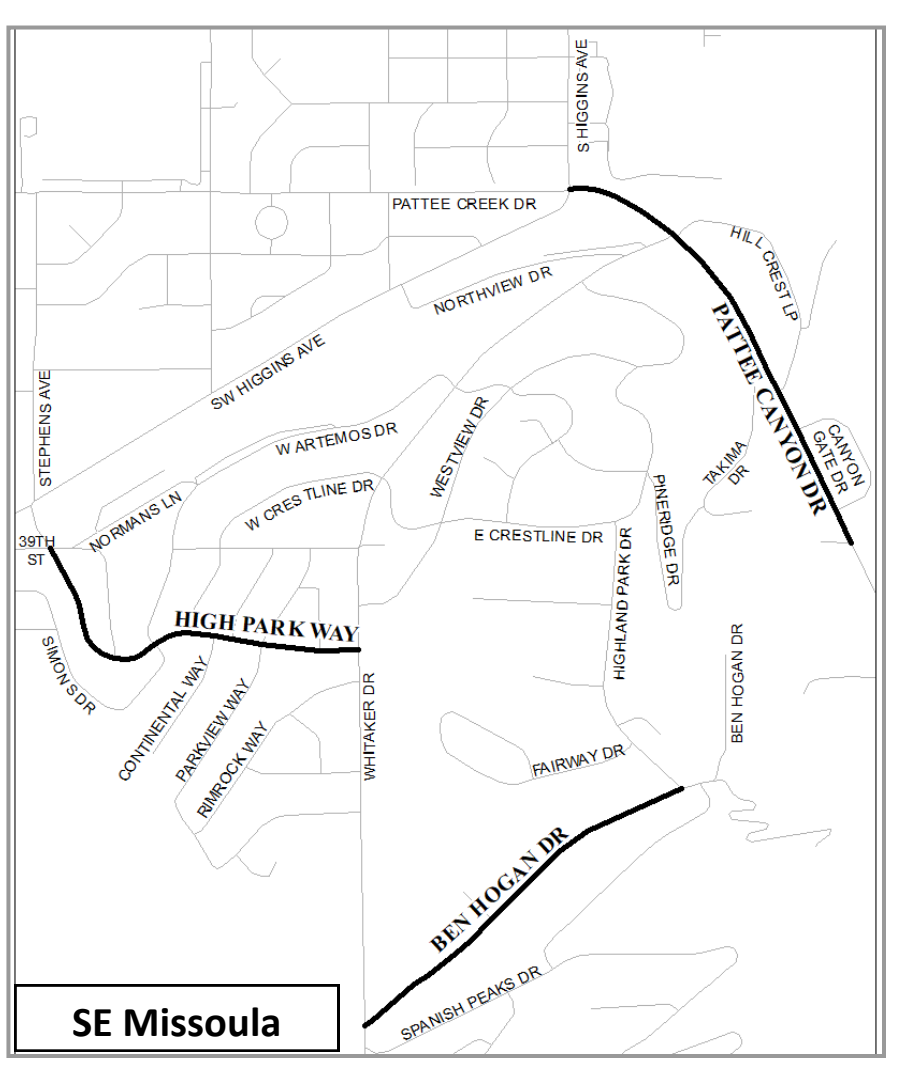 S HIGGINS AVE
PATTEE CREEK DR
HILL CREST LP
NORTHVIEW DR
PATTEE CANYON DR
SW HIGGINS AVE
STEPHENS AVE
W ARTEMOS DR
WESTVIEW DR
CANYON
GATE DR
TAKIMA
DR
W CRESTLINE DR
NORMANS LN
PINERIDGE DR
E CRESTLINE DR
39TH
ST
HIGHLAND PARK DR
HIGH PARK WAY
SIMONS DR
BEN HOGAN DR
CONTINENTAL WAY
PARKVIEW WAY
WHITAKER DR
RIMROCK WAY
FAIRWAY DR
BEN HOGAN DR
SPANISH PEAKS DR
SE Missoula